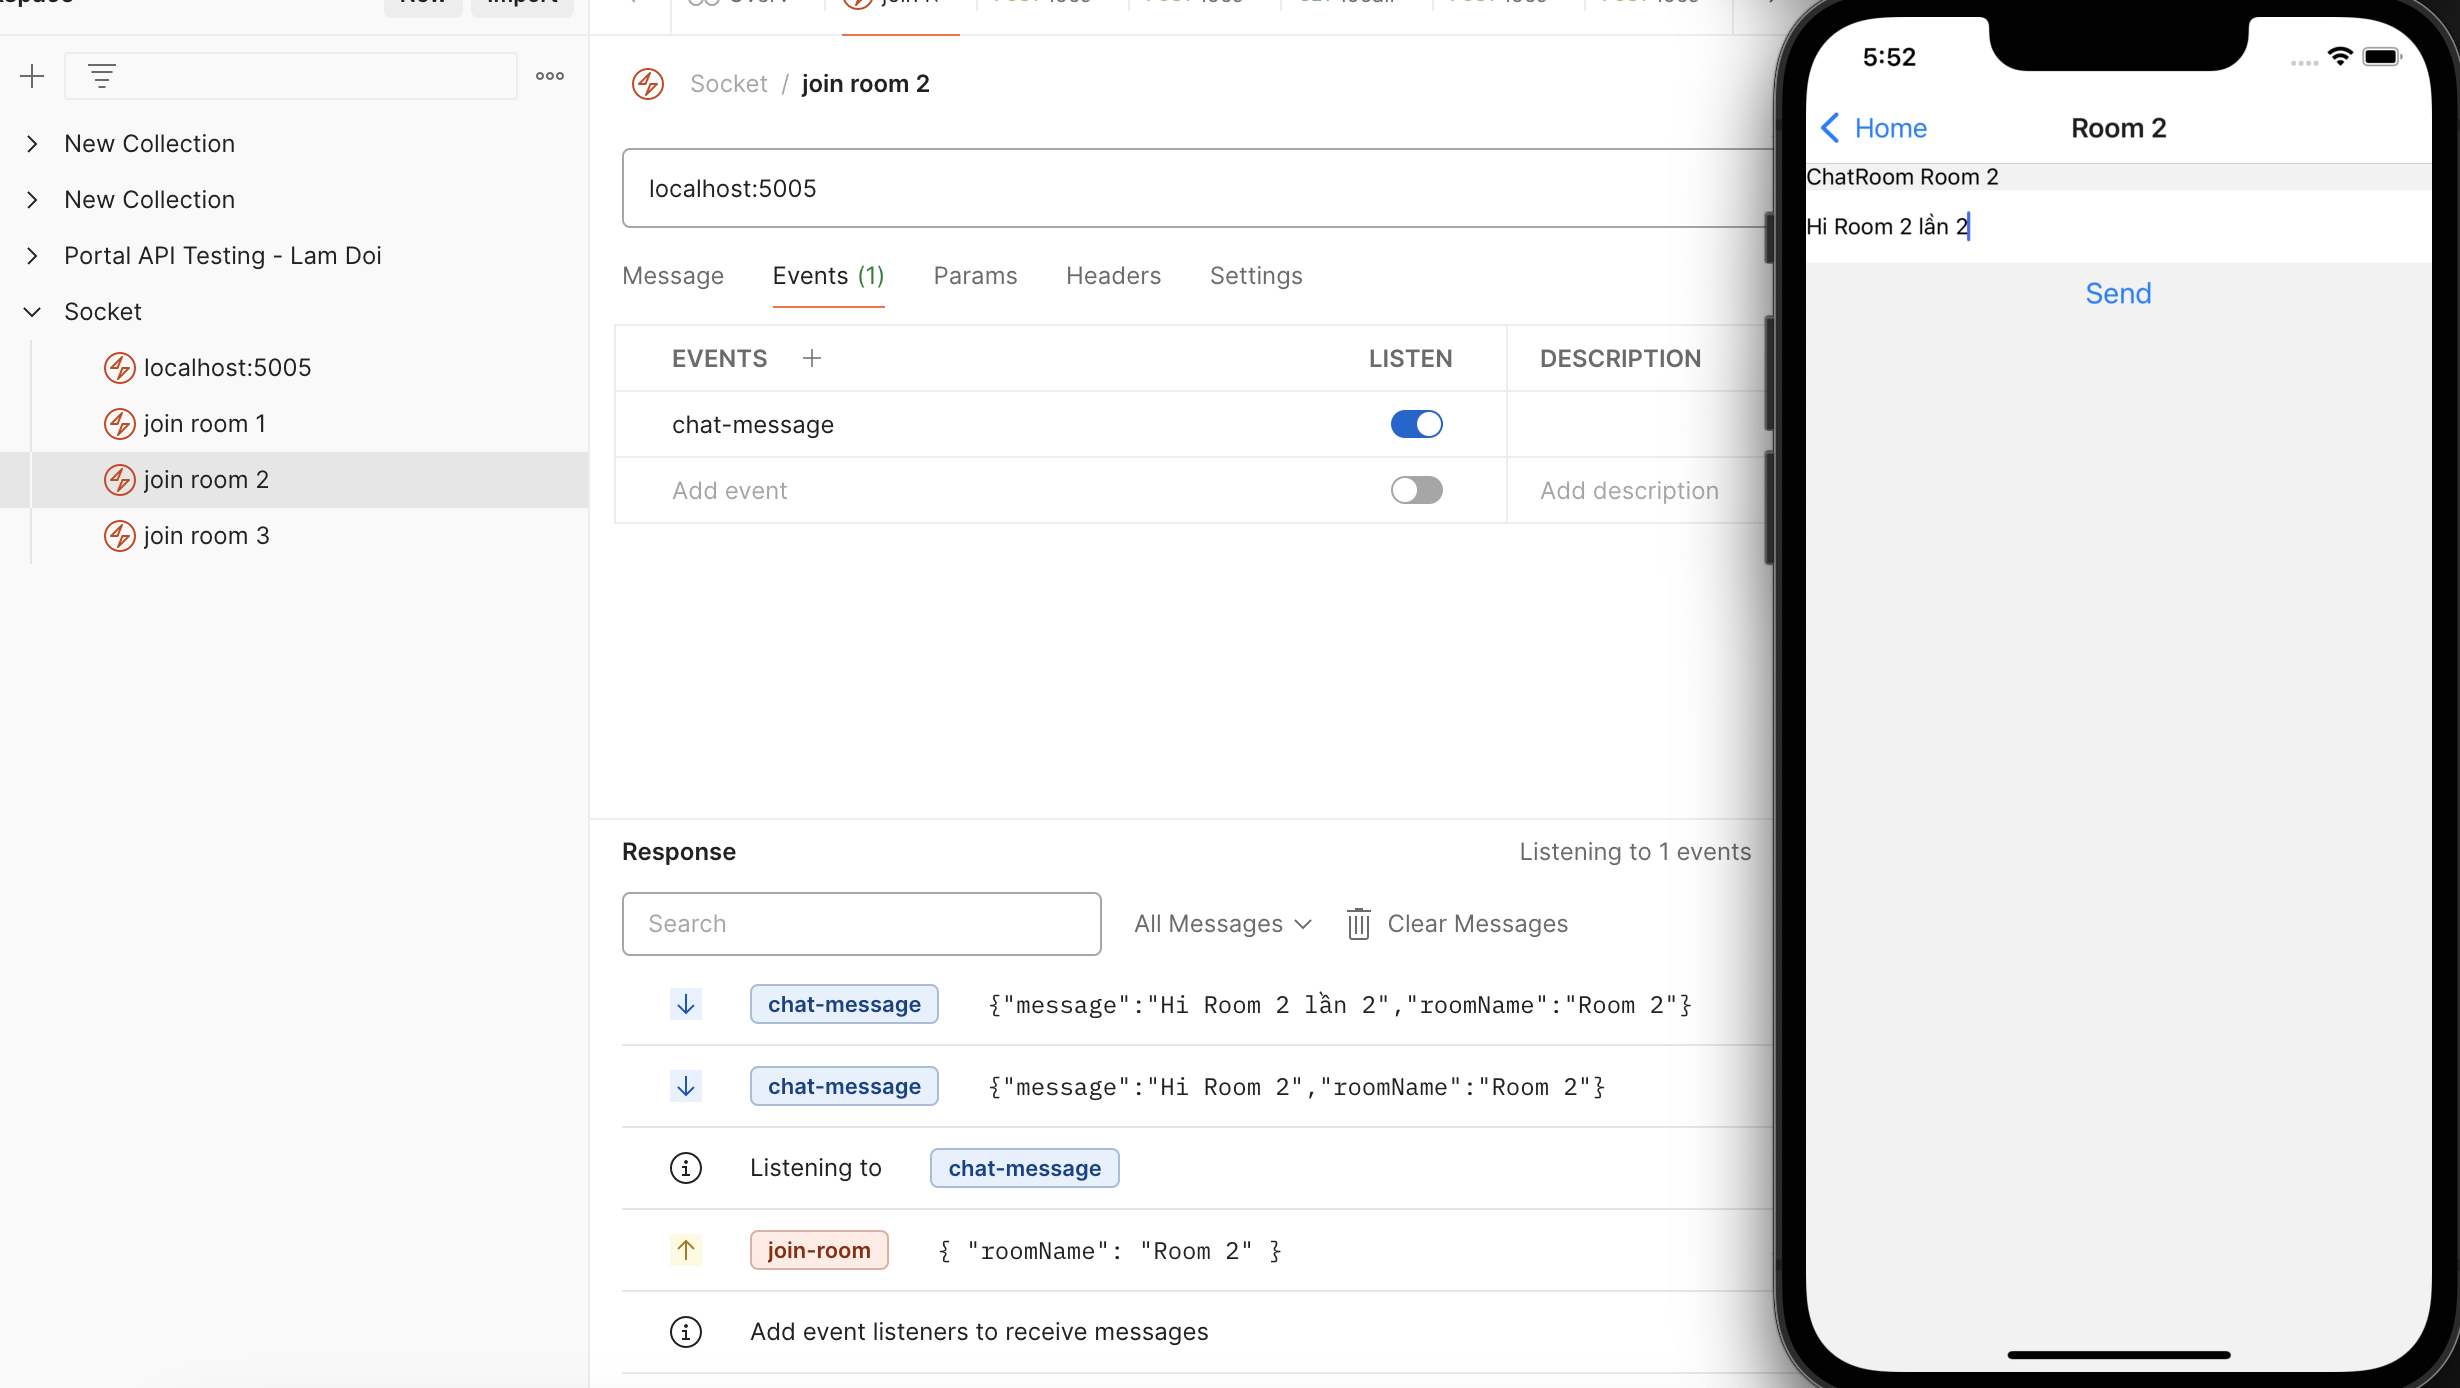 New
Import
New Collection
New Collection
Portal API Testing - Lam Doi
Socket
localhost:5005
join room 1
join room 2
join room 3
Socket / join room 2
localhost:5005
Message
Events (1)
Params
Headers
Settings
EVENTS
LISTEN
DESCRIPTION
chat-message
Add event
Add description
Response
Listening to 1 events
Search
All Messages
Clear Messages
chat-message {"message":"Hi Room 2 lần 2","roomName":"Room 2"}
chat-message {"message":"Hi Room 2","roomName":"Room 2"}
Listening to chat-message
join-room { "roomName": "Room 2" }
Add event listeners to receive messages
5:52
Home
Room 2
ChatRoom Room 2
Hi Room 2 lần 2
Send